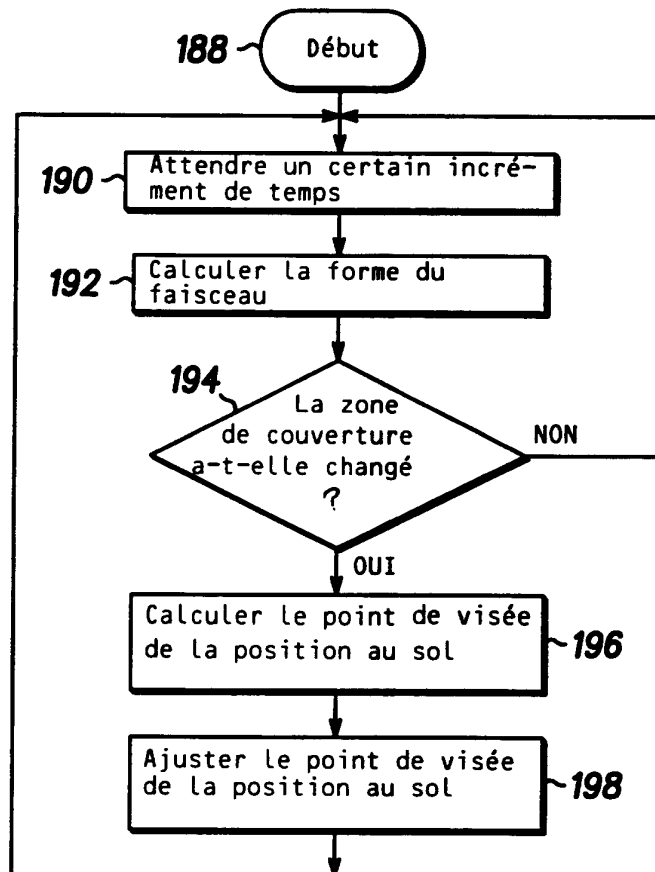 188 Début
190 Attendre un certain incré-
ment de temps
192 Calculer la forme du
faisceau
194 La zone
de couverture
a-t-elle changé
?
NON
OUI
Calculer le point de visée
de la position au sol 196
Ajuster le point de visée
de la position au sol 198